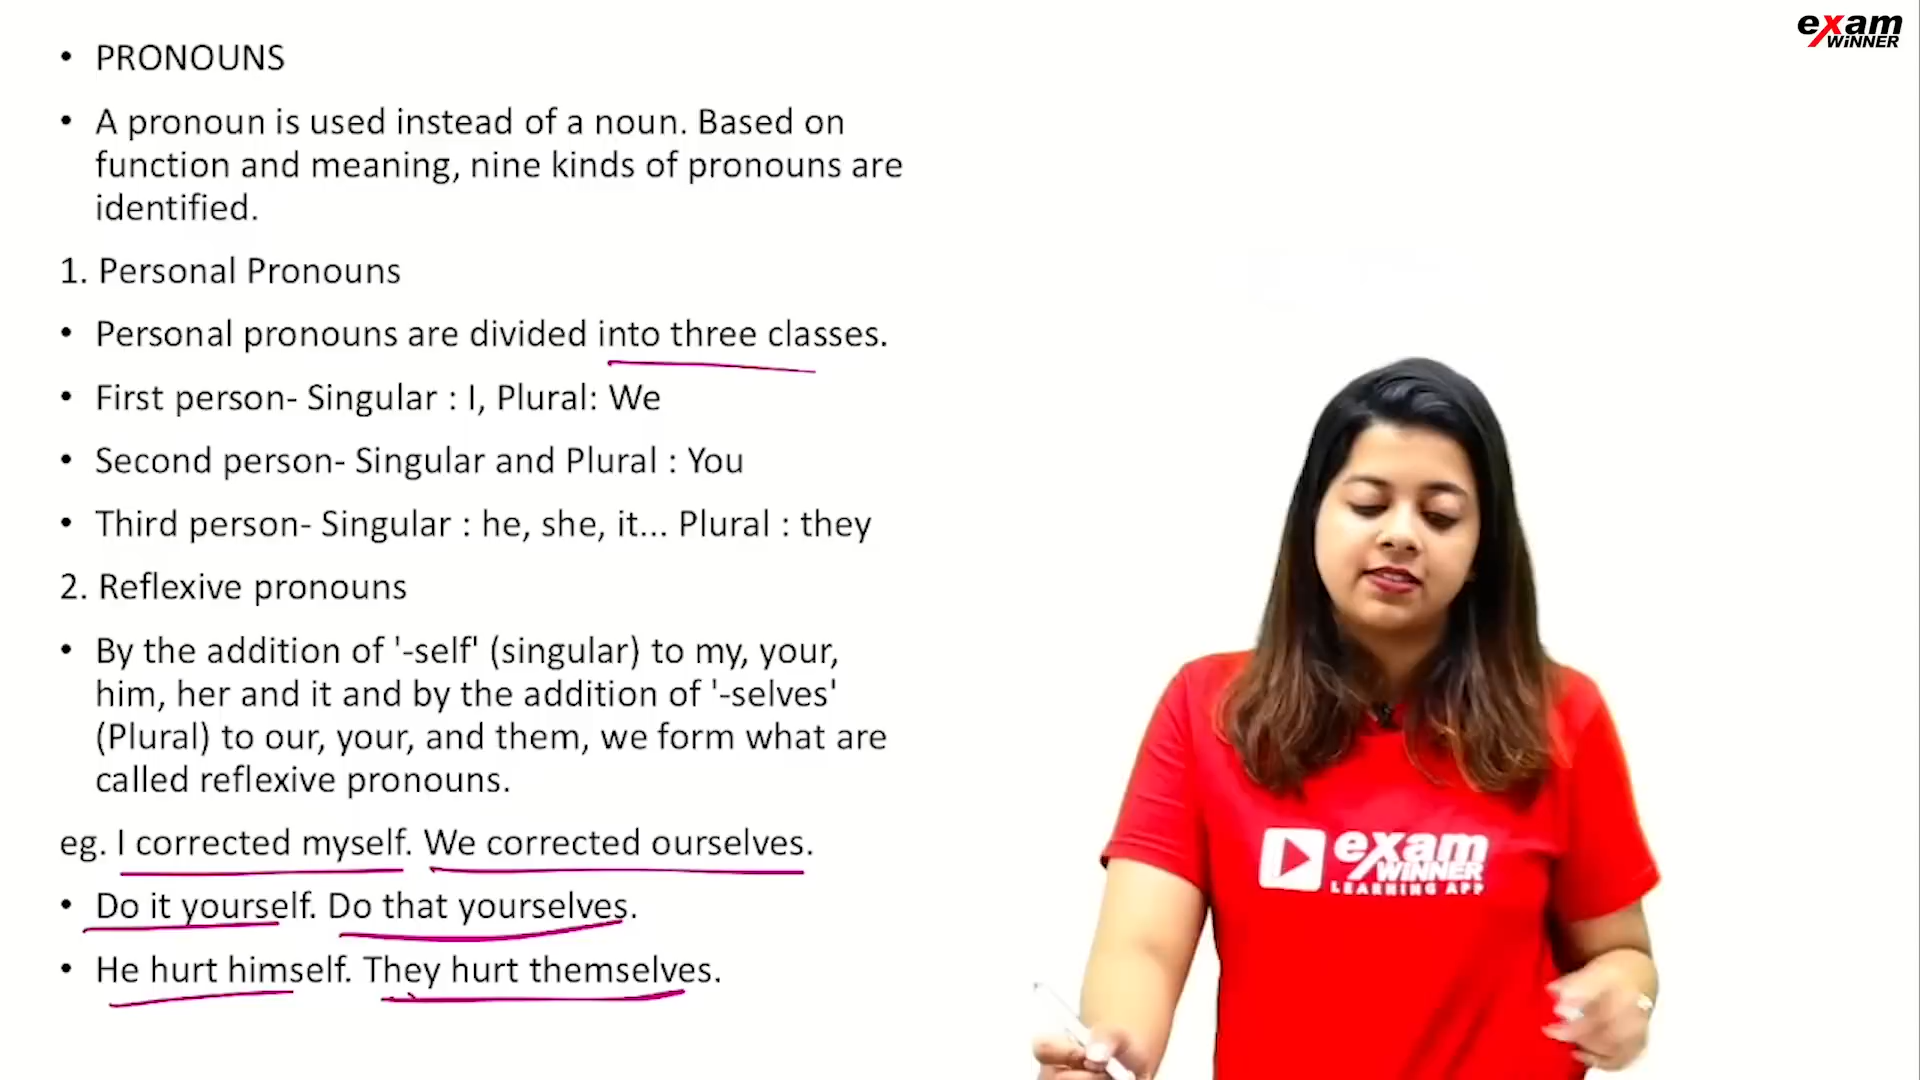 exam
WiNNER
• PRONOUNS
• A pronoun is used instead of a noun. Based on
function and meaning, nine kinds of pronouns are
identified.
1. Personal Pronouns
• Personal pronouns are divided into three classes.
• First person- Singular : I, Plural: We
• Second person- Singular and Plural : You
• Third person- Singular : he, she, it... Plural : they
2. Reflexive pronouns
• By the addition of '-self' (singular) to my, your,
him, her and it and by the addition of '-selves'
(Plural) to our, your, and them, we form what are
called reflexive pronouns.
eg. I corrected myself. We corrected ourselves.
• Do it yourself. Do that yourselves.
• He hurt himself. They hurt themselves.
exam
WiNNER
LEARNING APP